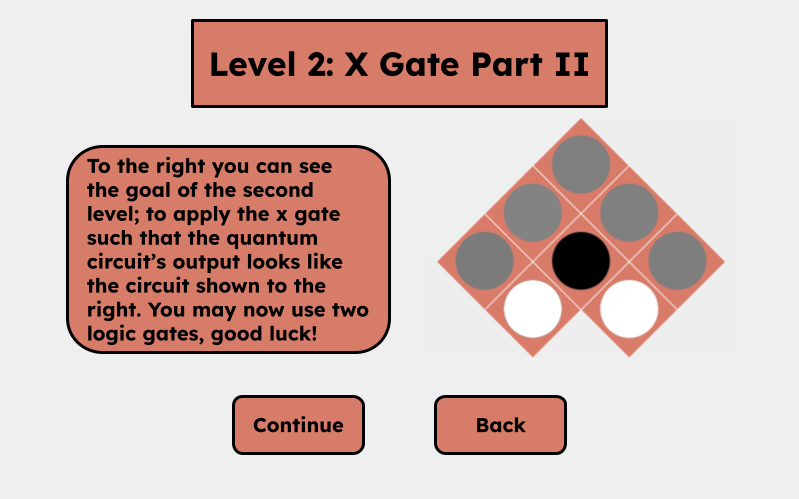 Level 2: X Gate Part II
To the right you can see
the goal of the second
level; to apply the x gate
such that the quantum
circuit’s output looks like
the circuit shown to the
right. You may now use two
logic gates, good luck!
Continue
Back